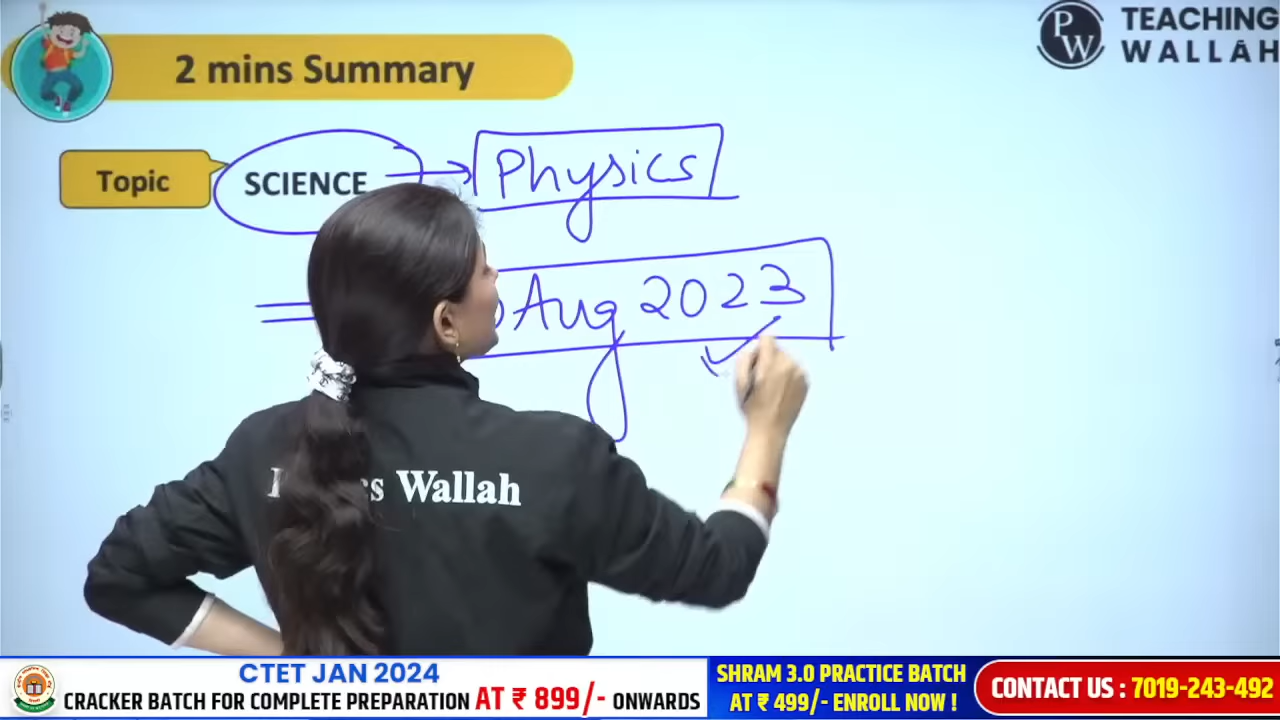 2 mins Summary
TEACHING
WALLAH
PW
Topic
SCIENCE
Physics
Aug 2023
Wallah
CTET JAN 2024
CRACKER BATCH FOR COMPLETE PREPARATION AT ₹ 899/- ONWARDS
SHRAM 3.0 PRACTICE BATCH
AT ₹ 499/- ENROLL NOW !
CONTACT US : 7019-243-492